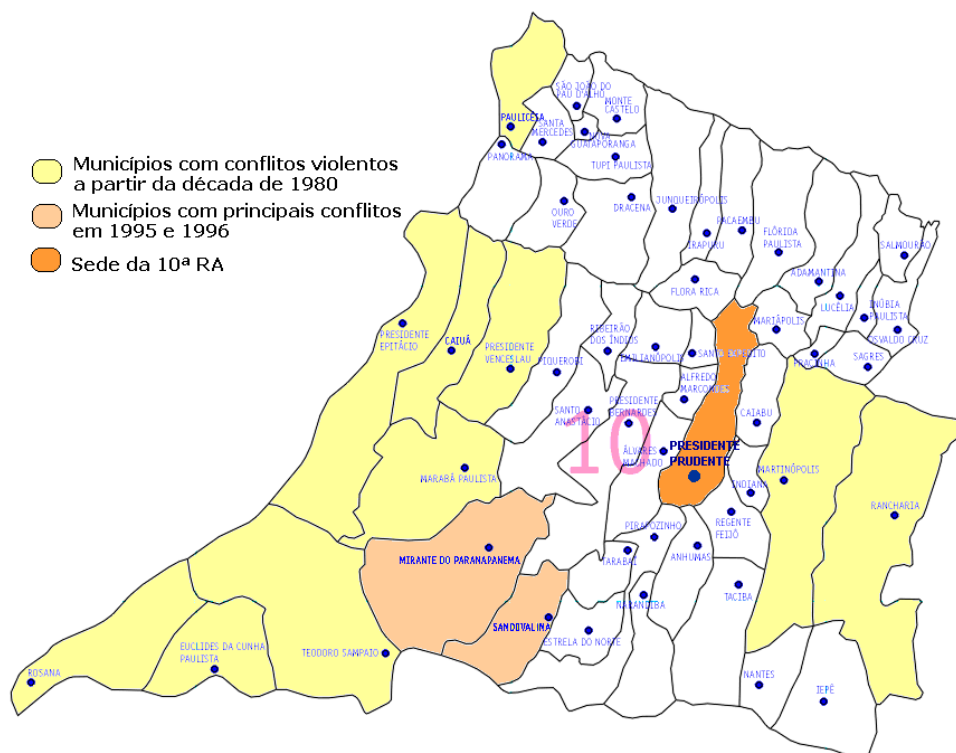 SÃO JOÃO DO
PAU D'ALHO
MONTE
CASTELO
PAULICÉIA
SANTA
MERCEDES
NOVA
GUATAPORANGA
PANORAMA
TUPI PAULISTA
Municípios com conflitos violentos
a partir da década de 1980
Municípios com principais conflitos
em 1995 e 1996
Sede da 10ª RA
OURO
VERDE
DRACENA
JUNQUEIRÓPOLIS
IRAPURU
PACAEMBU
FLÓRIDA
PAULISTA
SALMOURÃO
ADAMANTINA
LUCÉLIA
INÚBIA
PAULISTA
OSVALDO CRUZ
FLORA RICA
MARIÁPOLIS
PRACINHA
SAGRES
PRESIDENTE
EPITÁCIO
CAIUÁ
PRESIDENTE
VENCESLAU
PIQUEROBI
RIBEIRÃO
DOS ÍNDIOS
EMILIANÓPOLIS
SANTO EXPEDITO
ALFREDO
MARCONDES
SANTO
ANASTÁCIO
PRESIDENTE
BERNARDES
CAIABU
10
ÁLVARES
MACHADO
PRESIDENTE
PRUDENTE
MARABÁ PAULISTA
INDIANA
MARTINÓPOLIS
RANCHARIA
REGENTE
FEIJÓ
PIRAPOZINHO
ANHUMAS
MIRANTE DO PARANAPANEMA
TARABAI
TACIBA
NARANDIBA
SANDOVALINA
ESTRELA DO NORTE
EUCLIDES DA CUNHA
PAULISTA
TEODORO SAMPAIO
ROSANA
NANTES
IEPÊ